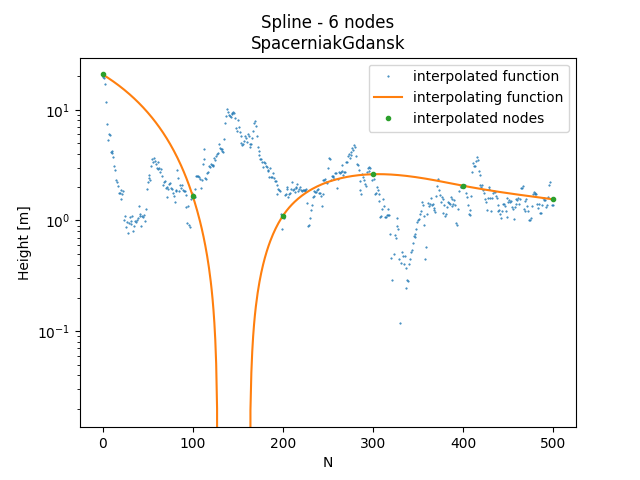 Spline - 6 nodes
SpacerniakGdansk
interpolated function
interpolating function
interpolated nodes
Height [m]
10¹
10⁰
10⁻¹
0 100 200 300 400 500
N